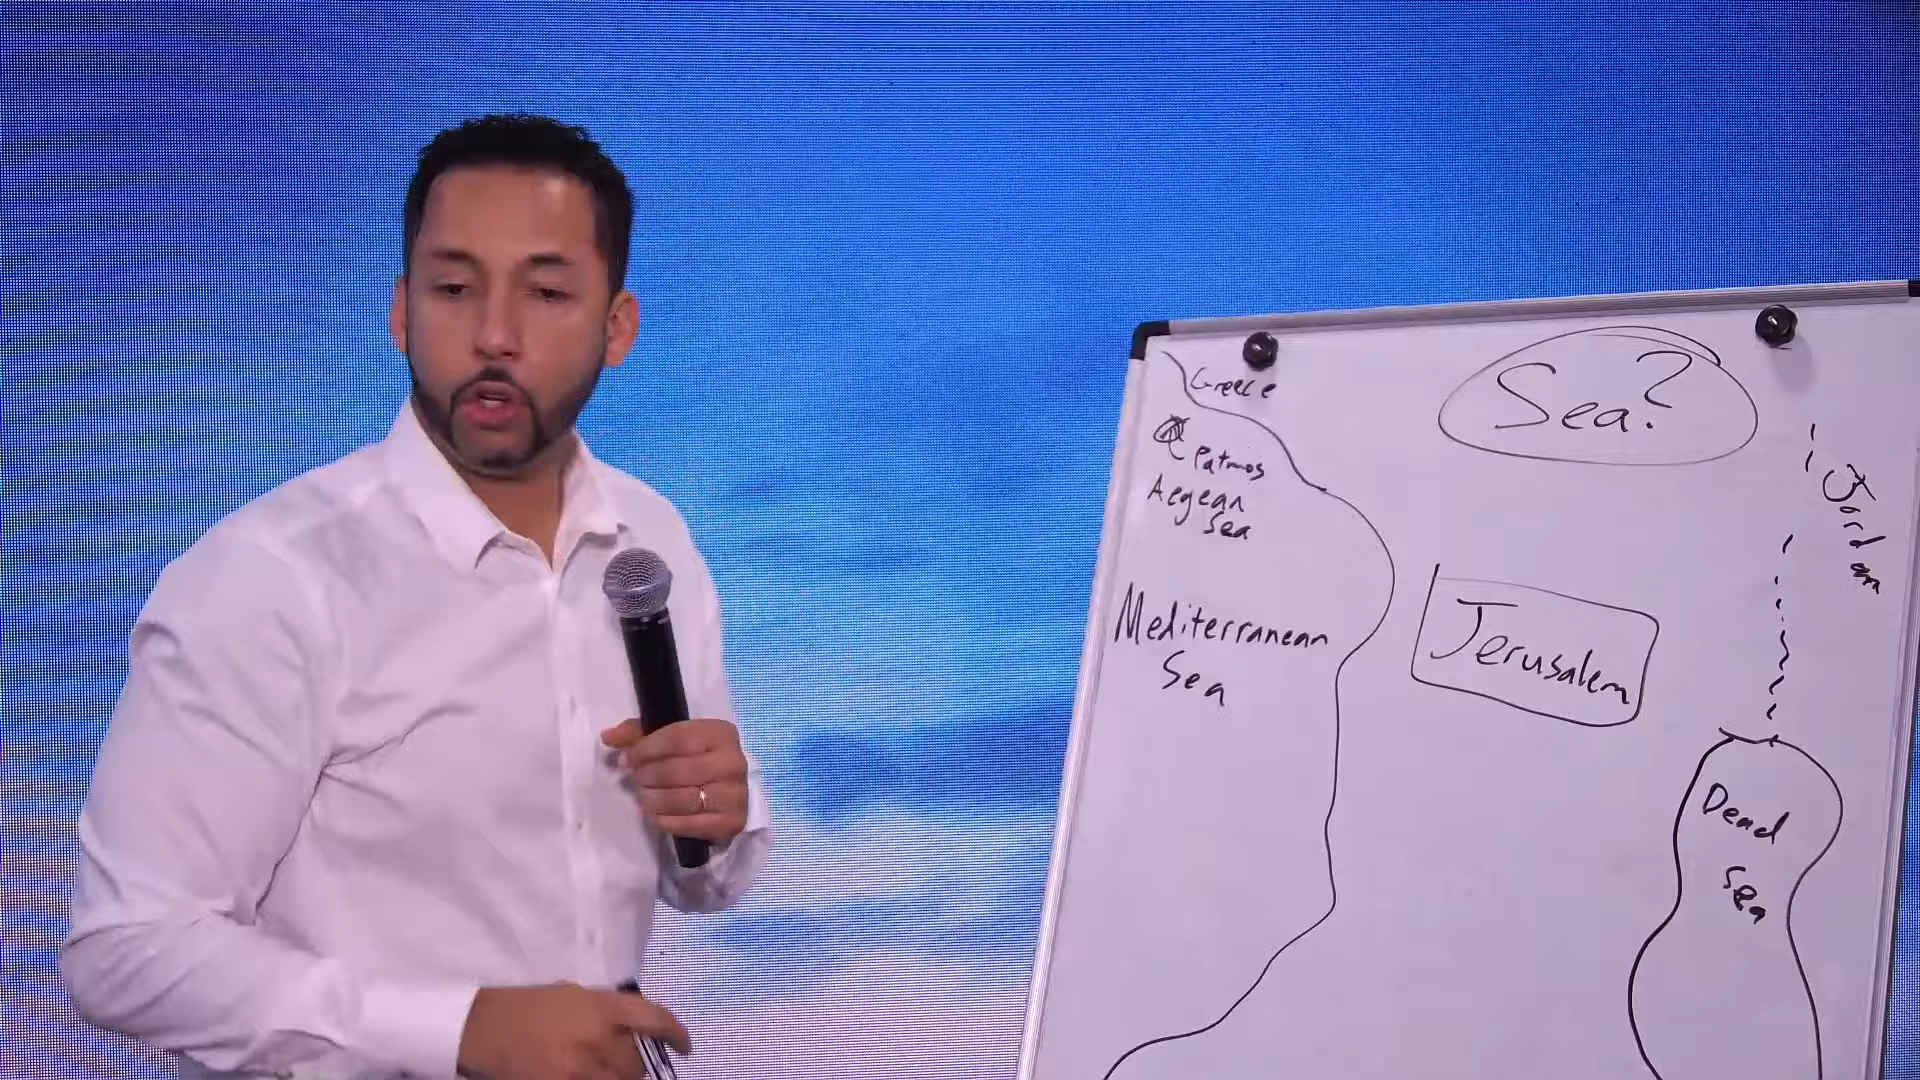 Sea?
Greece
Patmos
Aegean
Sea
Mediterranean
Sea
Jerusalem
Jordan
Dead
Sea